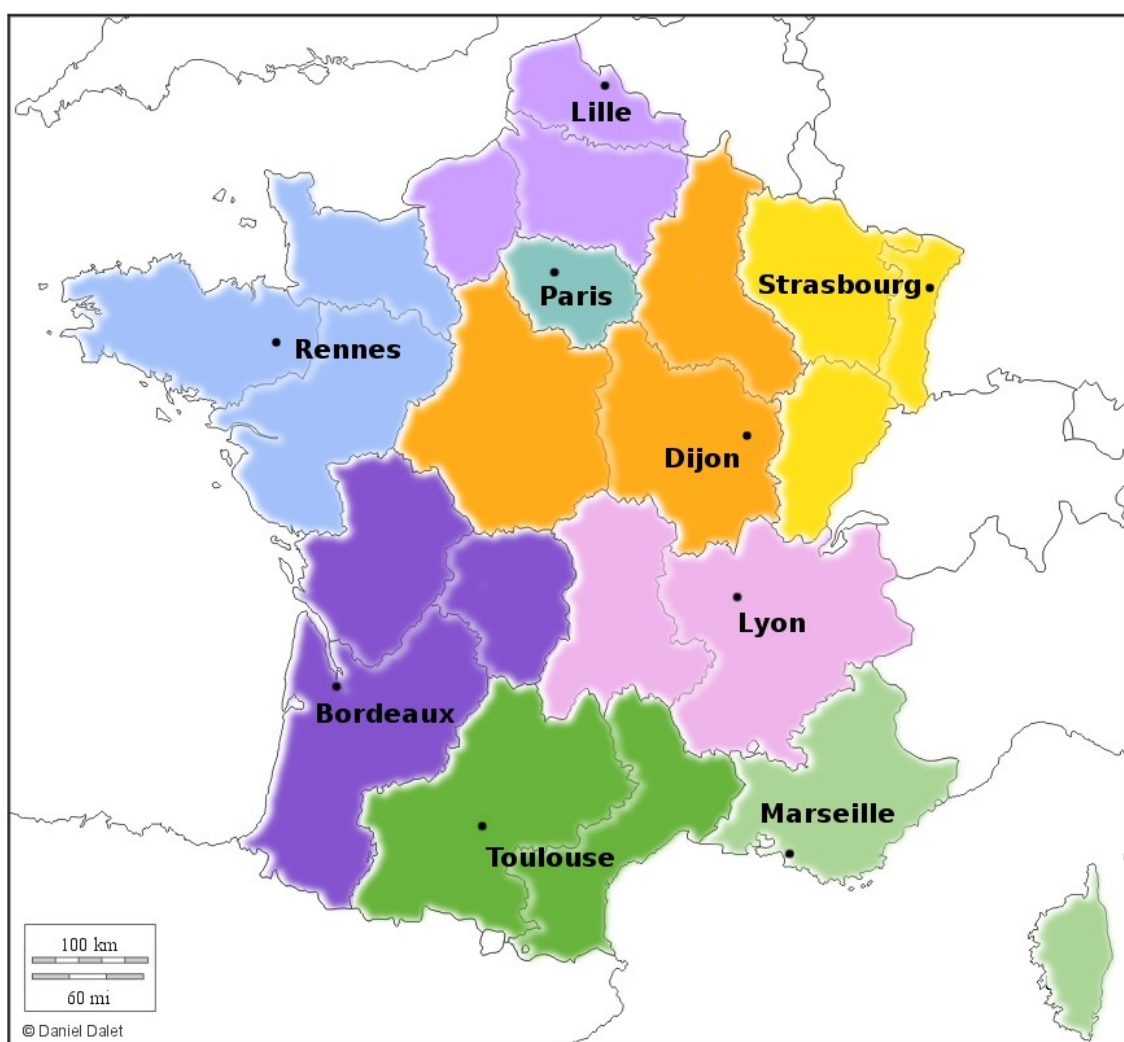 Lille
Strasbourg
Paris
Rennes
Dijon
Lyon
Bordeaux
Marseille
Toulouse
100 km
60 mi
© Daniel Dalet